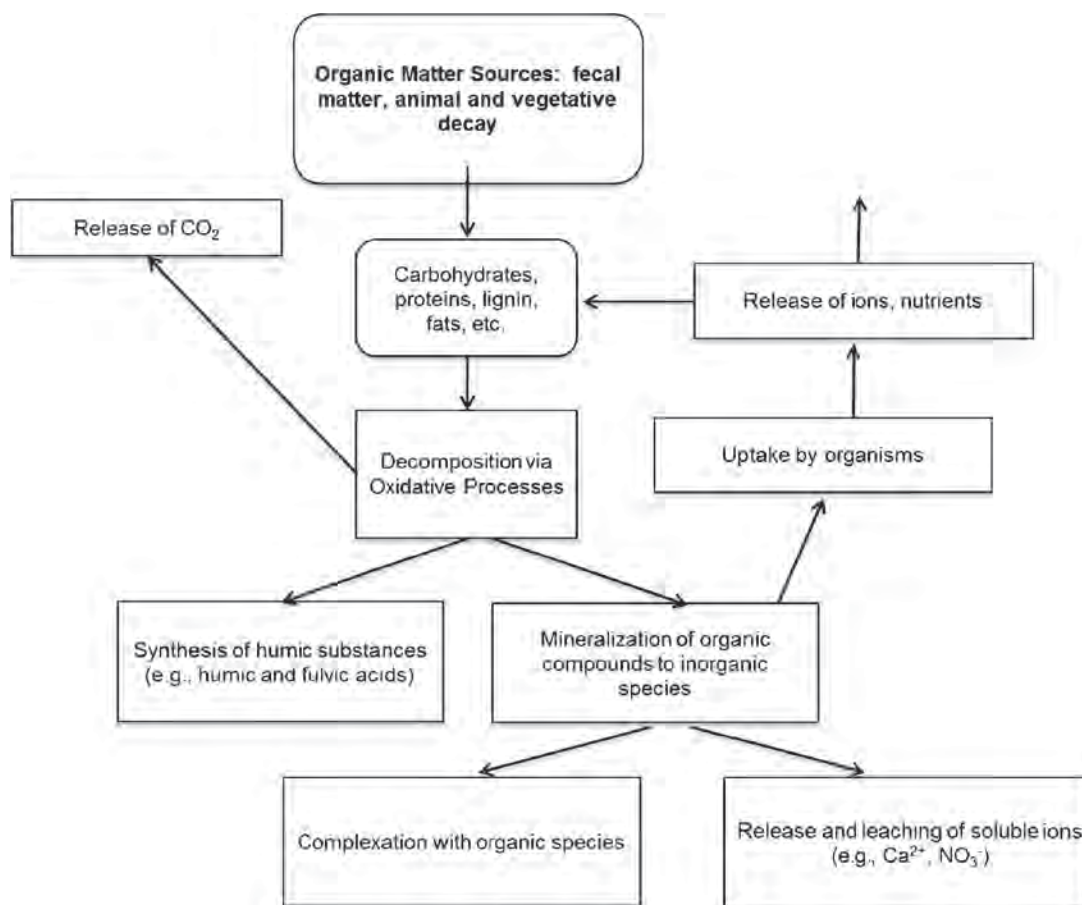 Organic Matter Sources: fecal
matter, animal and vegetative
decay
Release of CO₂
Carbohydrates,
proteins, lignin,
fats, etc.
Release of ions, nutrients
Decomposition via
Oxidative Processes
Uptake by organisms
Synthesis of humic substances
(e.g., humic and fulvic acids)
Mineralization of organic
compounds to inorganic
species
Complexation with organic species
Release and leaching of soluble ions
(e.g., Ca²⁺, NO₃⁻)